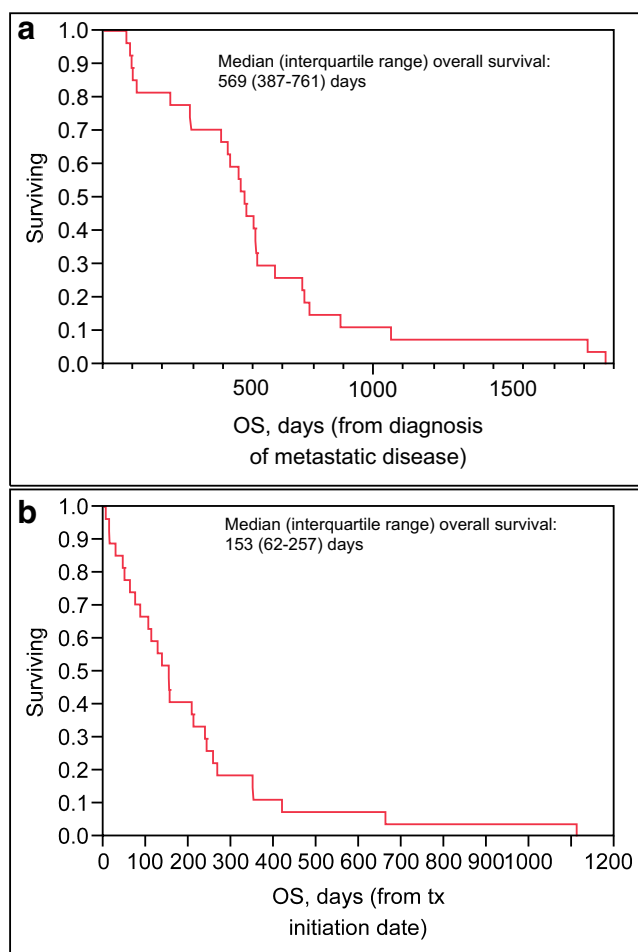 a
Median (interquartile range) overall survival:
569 (387-761) days
1.0
0.9
0.8
0.7
0.6
0.5
0.4
0.3
0.2
0.1
0.0
Surviving
500
1000
1500
OS, days (from diagnosis
of metastatic disease)
b
Median (interquartile range) overall survival:
153 (62-257) days
1.0
0.9
0.8
0.7
0.6
0.5
0.4
0.3
0.2
0.1
0.0
Surviving
0 100 200 300 400 500 600 700 800 900 1000 1200
OS, days (from tx
initiation date)